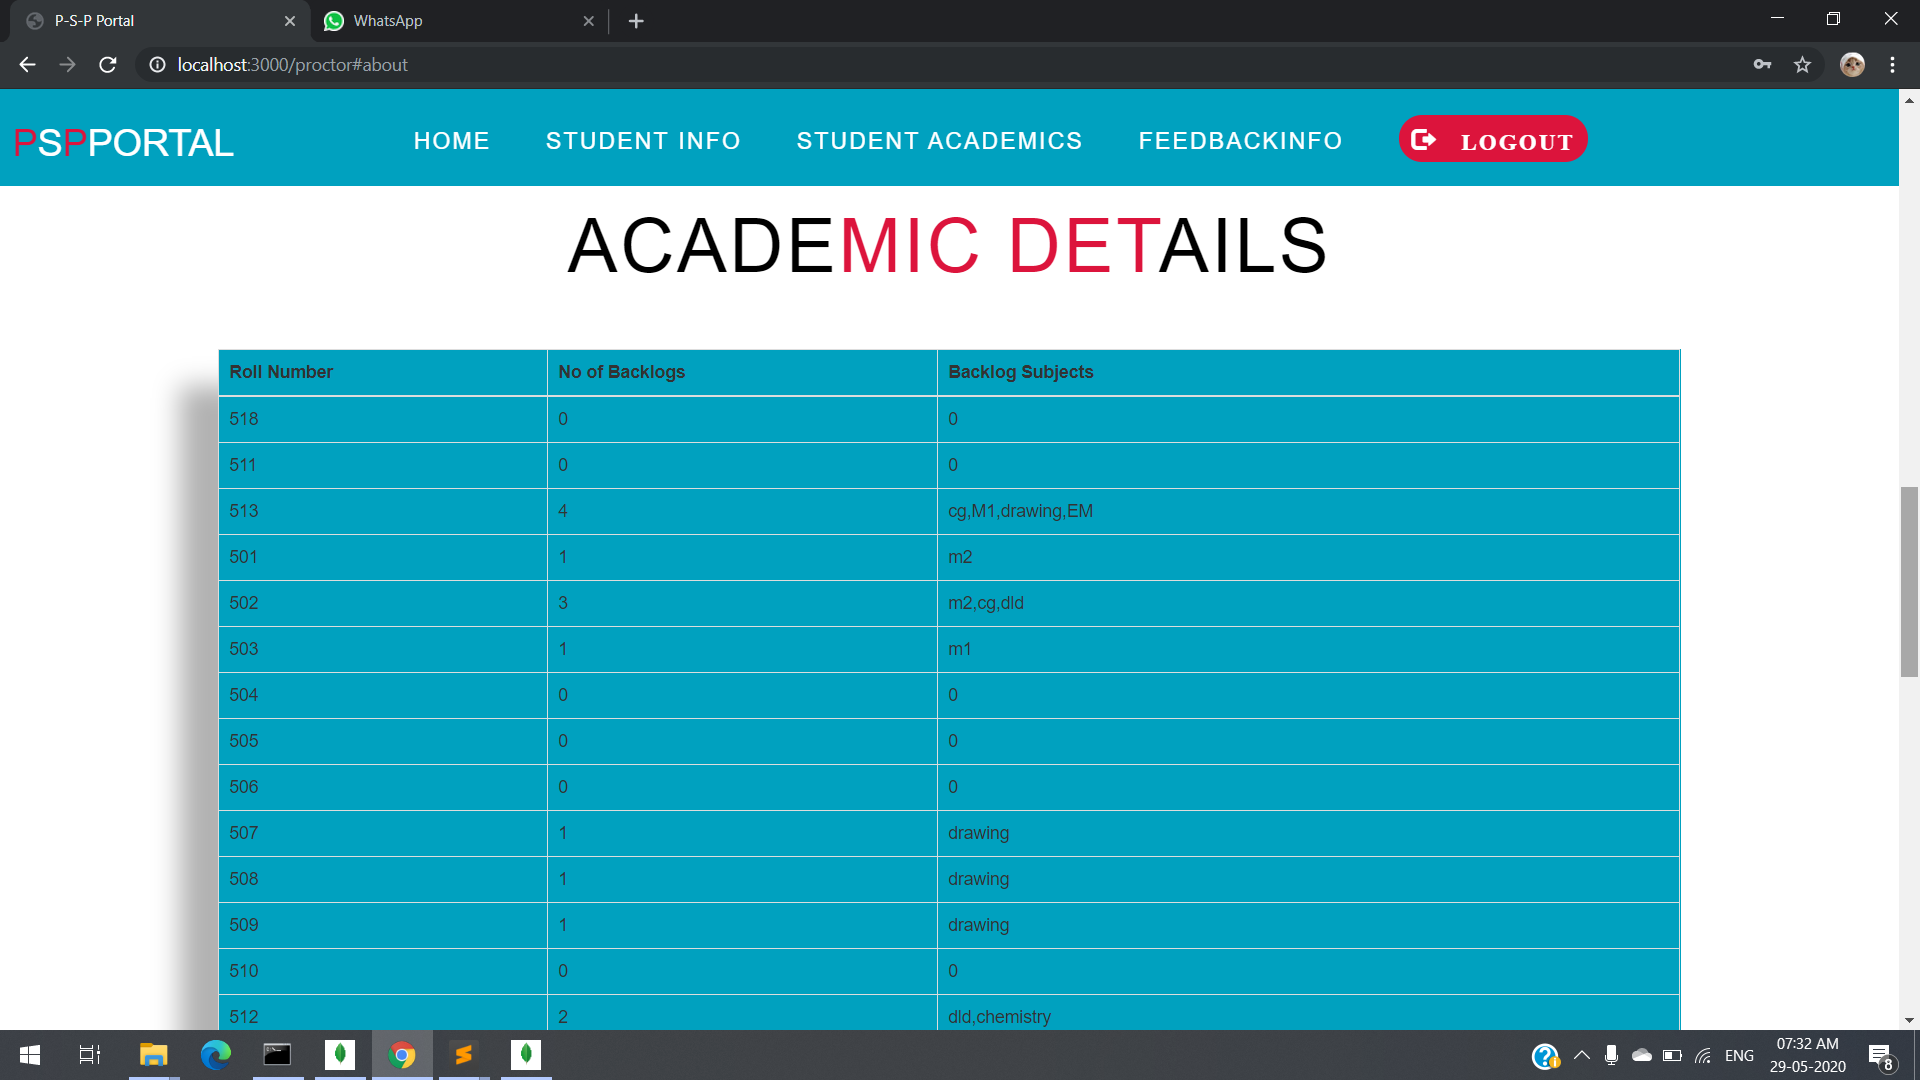 P-S-P Portal
WhatsApp
localhost:3000/proctor#about
PSPPORTAL
HOME
STUDENT INFO
STUDENT ACADEMICS
FEEDBACKINFO
LOGOUT
ACADEMIC DETAILS
Roll Number No of Backlogs Backlog Subjects
518 0 0
511 0 0
513 4 cg,M1,drawing,EM
501 1 m2
502 3 m2,cg,dld
503 1 m1
504 0 0
505 0 0
506 0 0
507 1 drawing
508 1 drawing
509 1 drawing
510 0 0
512 2 dld,chemistry
ENG
07:32 AM
29-05-2020
8